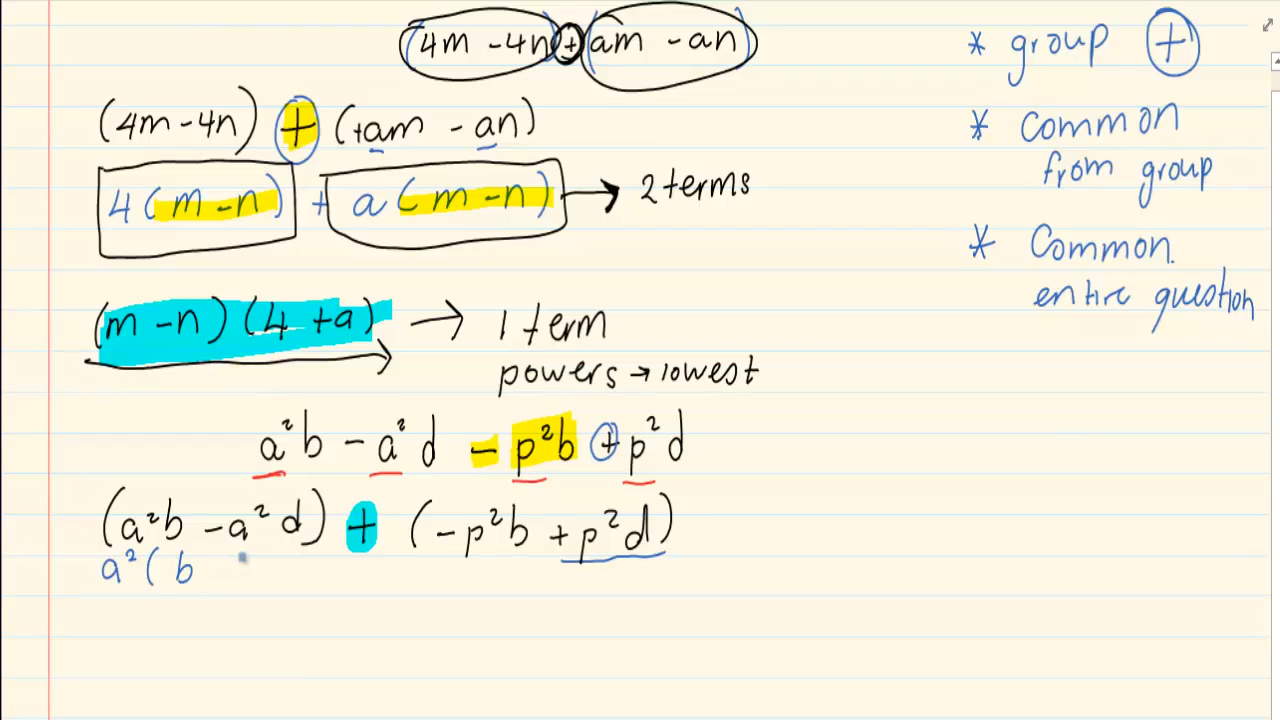 (4m - 4n) + (am - an)
(4m - 4n) + (+am - an)
4(m - n) + a(m - n) → 2 terms
(m - n)(4 + a) → 1 term
powers → lowest
a²b - a²d - p²b + p²d
(a²b - a²d) + (-p²b + p²d)
a²(b
* group +
* Common
from group
* Common.
entire question